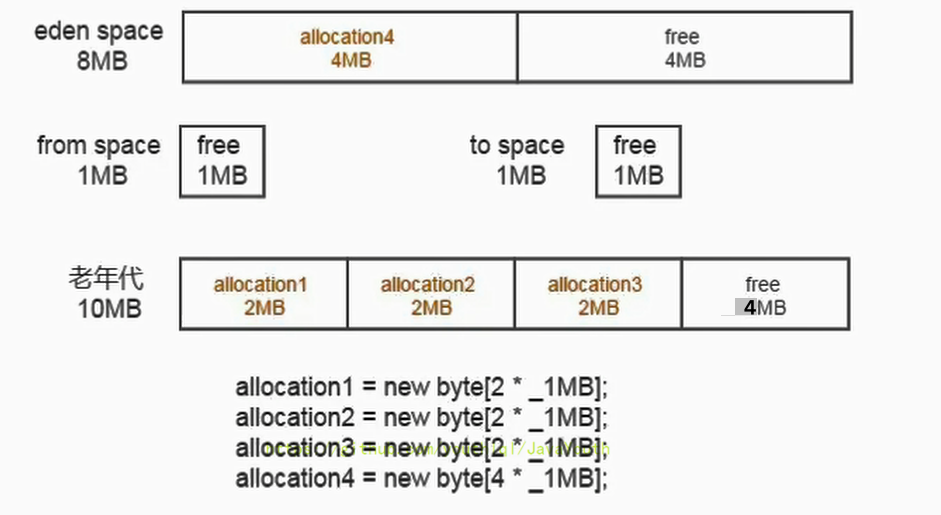 eden space
8MB
allocation4
4MB
free
4MB
from space
1MB
free
1MB
to space
1MB
free
1MB
老年代
10MB
allocation1
2MB
allocation2
2MB
allocation3
2MB
free
4MB
allocation1 = new byte[2 * _1MB];
allocation2 = new byte[2 * _1MB];
allocation3 = new byte[2 * _1MB];
allocation4 = new byte[4 * _1MB];